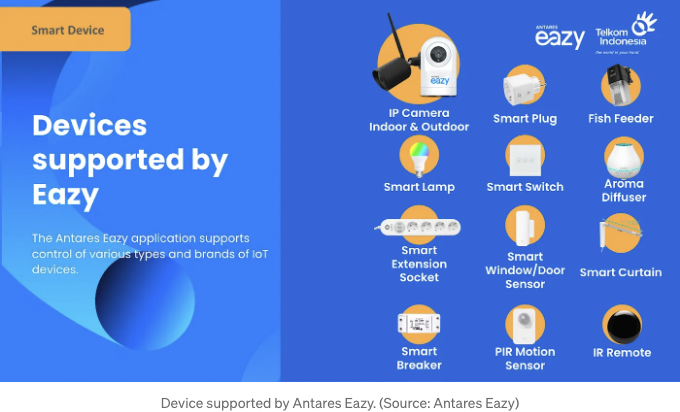 Smart Device
ANTARES
eazy
Telkom
Indonesia
the world in your hand
Devices
supported by
Eazy
The Antares Eazy application supports
control of various types and brands of IoT
devices.
eazy
IP Camera
Indoor & Outdoor
Smart Plug
Fish Feeder
Smart Lamp
Smart Switch
Aroma
Diffuser
Smart
Extension
Socket
Smart
Window/Door
Sensor
Smart Curtain
Smart
Breaker
PIR Motion
Sensor
IR Remote
Device supported by Antares Eazy. (Source: Antares Eazy)